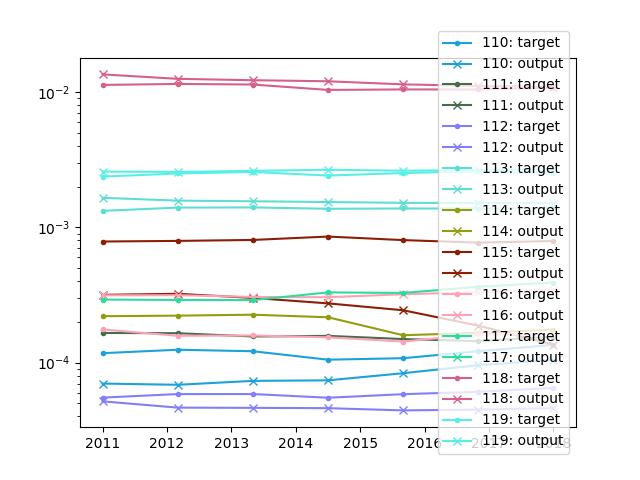 10⁻²
10⁻³
10⁻⁴
2011 2012 2013 2014 2015 2016 2017 2018
110: target
110: output
111: target
111: output
112: target
112: output
113: target
113: output
114: target
114: output
115: target
115: output
116: target
116: output
117: target
117: output
118: target
118: output
119: target
119: output